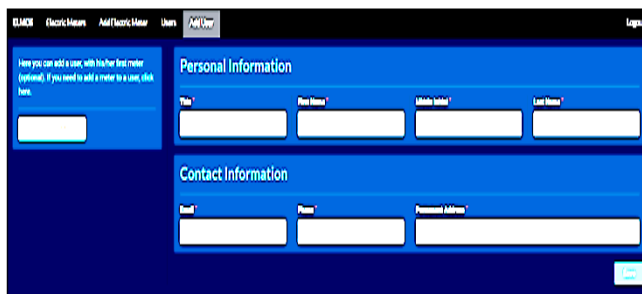 ELMOS Electric Meters Add Electric Meter Users Add User Logout
Here you can add a user, with his/her first meter
(optional). If you need to add a meter to a user, click
here.
Personal Information
Title * First Name * Middle Initial * Last Name *
Contact Information
Email * Phone * Permanent Address *